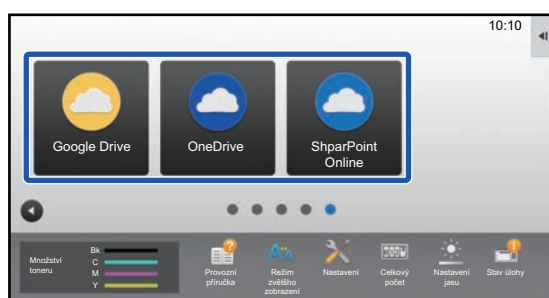 10:10
Google Drive
OneDrive
ShparPoint
Online
Množství
toneru
Bk
C
M
Y
Provozní
příručka
Režim
zvětšho
zobrazení
Nastavení
Celkový
počet
Nastavení
jasu
Stav úlohy